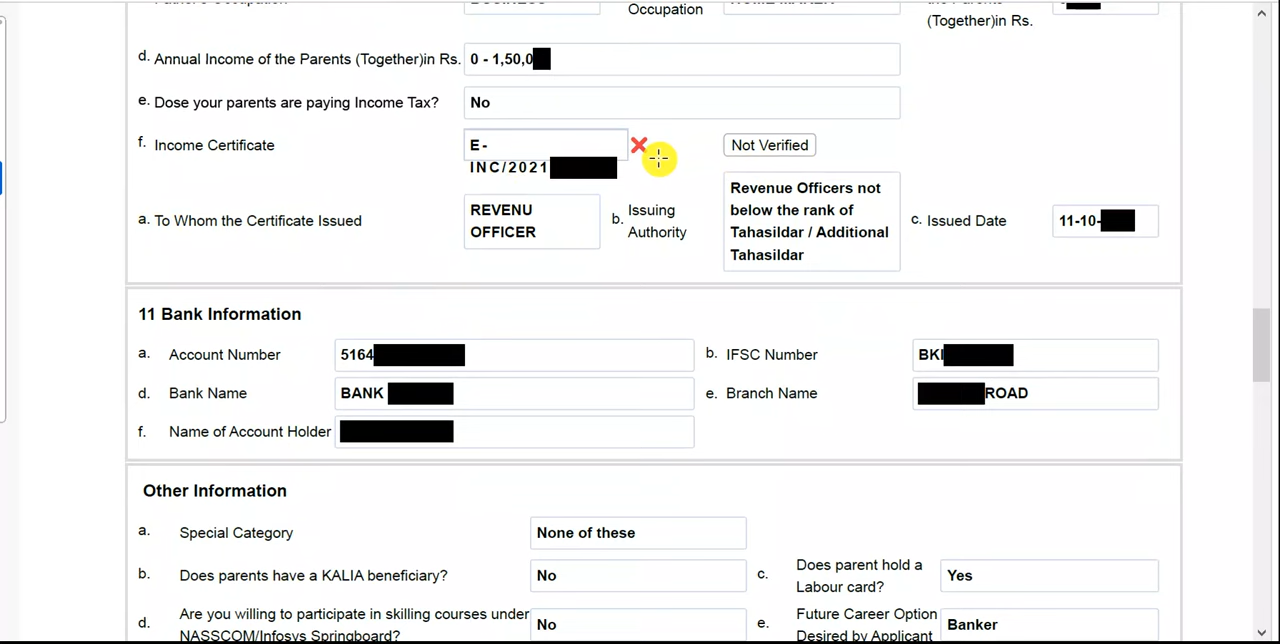 Occupation
(Together)in Rs.
d. Annual Income of the Parents (Together)in Rs. 0 - 1,50,0
e. Dose your parents are paying Income Tax? No
f. Income Certificate E- Not Verified
INC/2021
a. To Whom the Certificate Issued REVENU OFFICER b. Issuing Authority Revenue Officers not below the rank of Tahasildar / Additional Tahasildar c. Issued Date 11-10-
11 Bank Information
a. Account Number 5164 b. IFSC Number BKI
d. Bank Name BANK e. Branch Name ROAD
f. Name of Account Holder
Other Information
a. Special Category None of these
b. Does parents have a KALIA beneficiary? No c. Does parent hold a Labour card? Yes
d. Are you willing to participate in skilling courses under NASSCOM/Infosys Springboard? No e. Future Career Option Desired by Applicant Banker